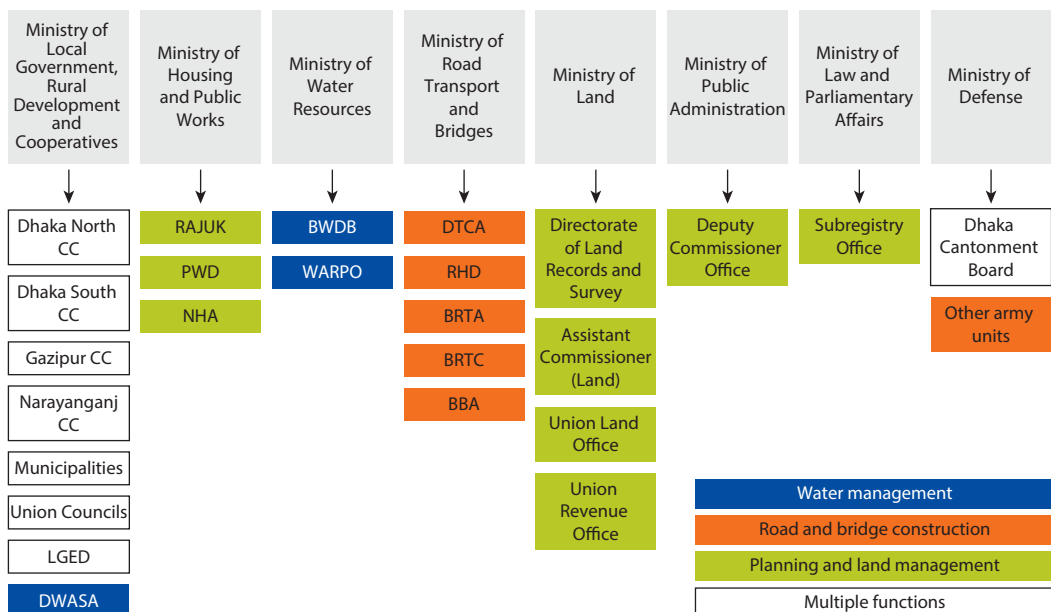 Ministry of
Local
Government,
Rural
Development
and
Cooperatives
Ministry of
Housing
and Public
Works
Ministry of
Water
Resources
Ministry of
Road
Transport
and
Bridges
Ministry of
Land
Ministry of
Public
Administration
Ministry of
Law and
Parliamentary
Affairs
Ministry of
Defense
Dhaka North
CC
Dhaka South
CC
Gazipur CC
Narayanganj
CC
Municipalities
Union Councils
LGED
DWASA
RAJUK
PWD
NHA
BWDB
WARPO
DTCA
RHD
BRTA
BRTC
BBA
Directorate
of Land
Records and
Survey
Assistant
Commissioner
(Land)
Union Land
Office
Union
Revenue
Office
Deputy
Commissioner
Office
Subregistry
Office
Dhaka
Cantonment
Board
Other army
units
Water management
Road and bridge construction
Planning and land management
Multiple functions